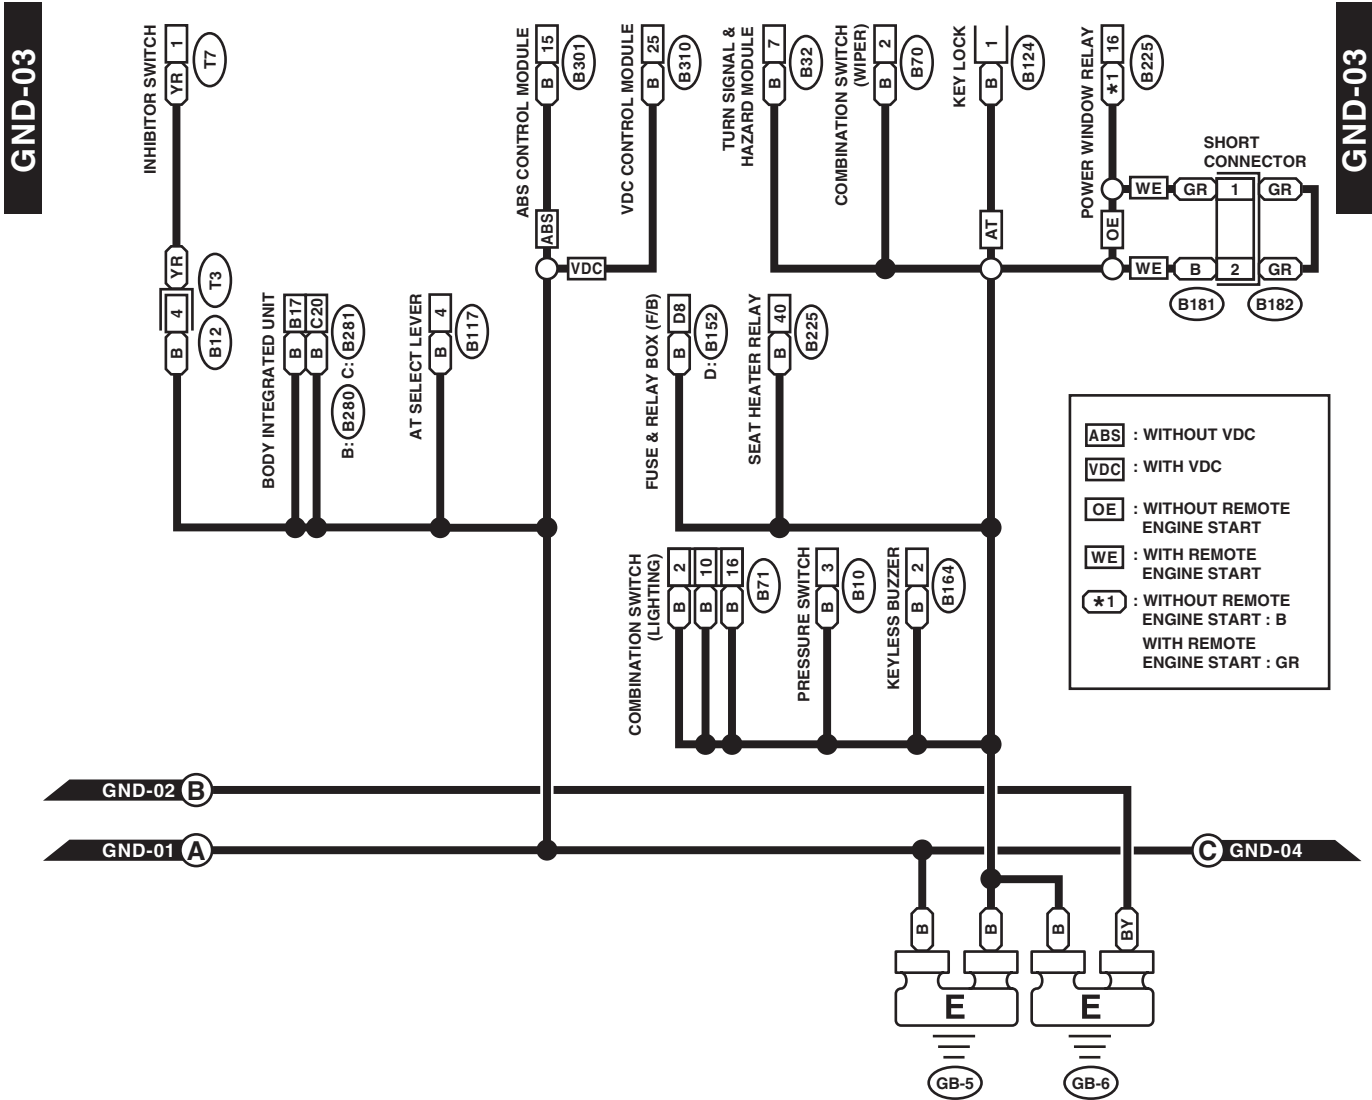 GND-03
GND-03
INHIBITOR SWITCH
1
YR
T7
YR
T3
4
B
B12
BODY INTEGRATED UNIT
B17
C20
B
B
C: B281
B: B280
AT SELECT LEVER
4
B
B117
ABS CONTROL MODULE
15
B
B301
ABS
VDC CONTROL MODULE
25
B
B310
VDC
TURN SIGNAL &
HAZARD MODULE
7
B
B32
COMBINATION SWITCH
(WIPER)
2
B
B70
KEY LOCK
1
B
B124
AT
POWER WINDOW RELAY
16
*1
B225
OE
SHORT
CONNECTOR
WE
GR
1
GR
WE
B
2
GR
B181
B182
FUSE & RELAY BOX (F/B)
D8
B
D: B152
SEAT HEATER RELAY
40
B
B225
COMBINATION SWITCH
(LIGHTING)
2
10
16
B
B
B
B71
PRESSURE SWITCH
3
B
B10
KEYLESS BUZZER
2
B
B164
ABS : WITHOUT VDC
VDC : WITH VDC
OE : WITHOUT REMOTE
ENGINE START
WE : WITH REMOTE
ENGINE START
*1 : WITHOUT REMOTE
ENGINE START : B
WITH REMOTE
ENGINE START : GR
GND-02 B
GND-01 A
C GND-04
B
B
B
BY
E
E
GB-5
GB-6